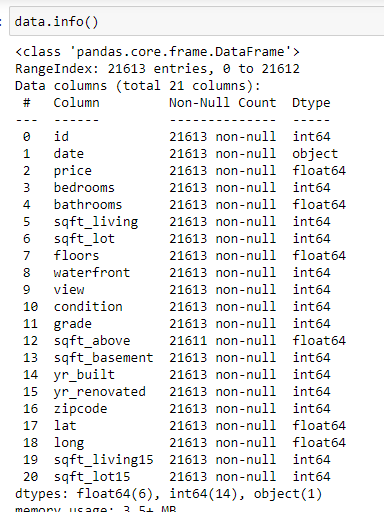 data.info()
<class 'pandas.core.frame.DataFrame'>
RangeIndex: 21613 entries, 0 to 21612
Data columns (total 21 columns):
 #   Column         Non-Null Count  Dtype
---  ------         --------------  -----
 0   id             21613 non-null  int64
 1   date           21613 non-null  object
 2   price          21613 non-null  float64
 3   bedrooms       21613 non-null  int64
 4   bathrooms      21613 non-null  float64
 5   sqft_living    21613 non-null  int64
 6   sqft_lot       21613 non-null  int64
 7   floors         21613 non-null  float64
 8   waterfront     21613 non-null  int64
 9   view           21613 non-null  int64
 10  condition      21613 non-null  int64
 11  grade          21613 non-null  int64
 12  sqft_above     21611 non-null  float64
 13  sqft_basement  21613 non-null  int64
 14  yr_built       21613 non-null  int64
 15  yr_renovated   21613 non-null  int64
 16  zipcode        21613 non-null  int64
 17  lat            21613 non-null  float64
 18  long           21613 non-null  float64
 19  sqft_living15  21613 non-null  int64
 20  sqft_lot15     21613 non-null  int64
dtypes: float64(6), int64(14), object(1)
memory usage: 3.5+ MB